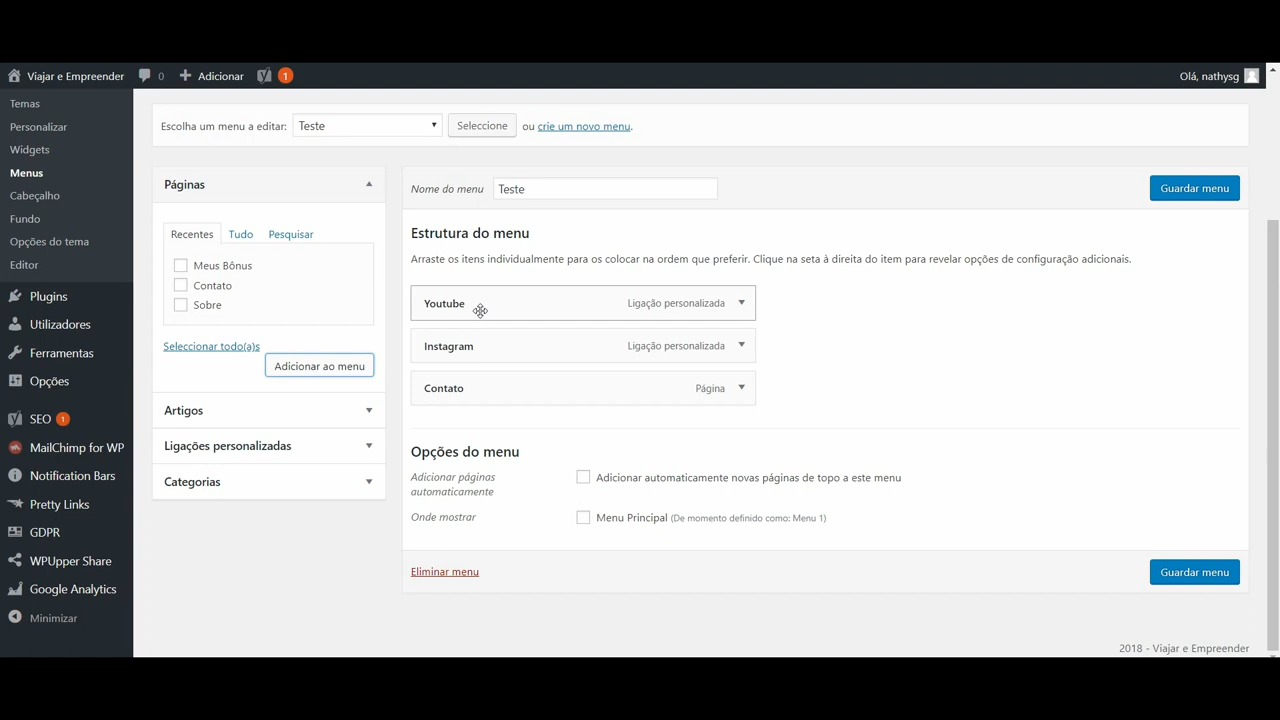 Viajar e Empreender 0 Adicionar 1 Olá, nathysg
Temas
Personalizar
Widgets
Menus
Cabeçalho
Fundo
Opções do tema
Editor
Plugins
Utilizadores
Ferramentas
Opções
SEO 1
MailChimp for WP
Notification Bars
Pretty Links
GDPR
WPUpper Share
Google Analytics
Minimizar
Escolha um menu a editar: Teste Seleccione ou crie um novo menu.
Páginas
Recentes Tudo Pesquisar
Meus Bônus
Contato
Sobre
Seleccionar todo(a)s
Adicionar ao menu
Artigos
Ligações personalizadas
Categorias
Nome do menu Teste Guardar menu
Estrutura do menu
Arraste os itens individualmente para os colocar na ordem que preferir. Clique na seta à direita do item para revelar opções de configuração adicionais.
Youtube Ligação personalizada
Instagram Ligação personalizada
Contato Página
Opções do menu
Adicionar páginas
automaticamente
Adicionar automaticamente novas páginas de topo a este menu
Onde mostrar Menu Principal (De momento definido como: Menu 1)
Eliminar menu Guardar menu
2018 - Viajar e Empreender